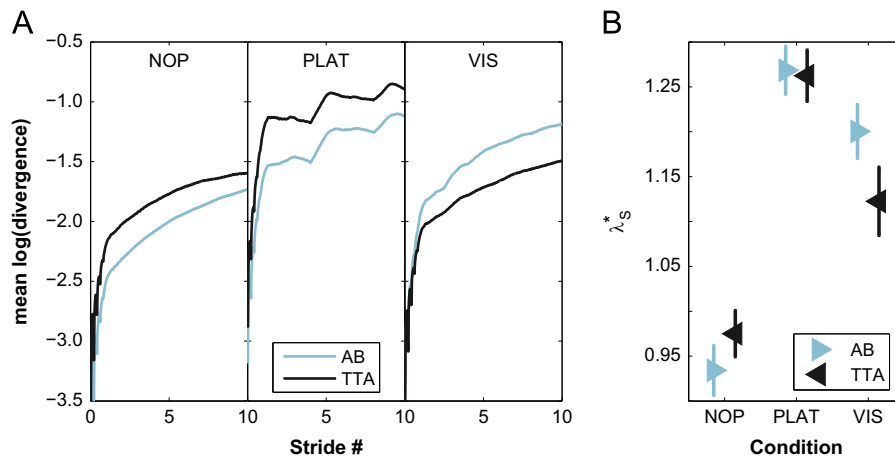 A
mean log(divergence)
−0.5
−1.0
−1.5
−2.0
−2.5
−3.0
−3.5
NOP
PLAT
VIS
AB
TTA
0
5
10
5
10
5
10
Stride #
B
λ*S
1.25
1.15
1.05
0.95
AB
TTA
NOP
PLAT
VIS
Condition